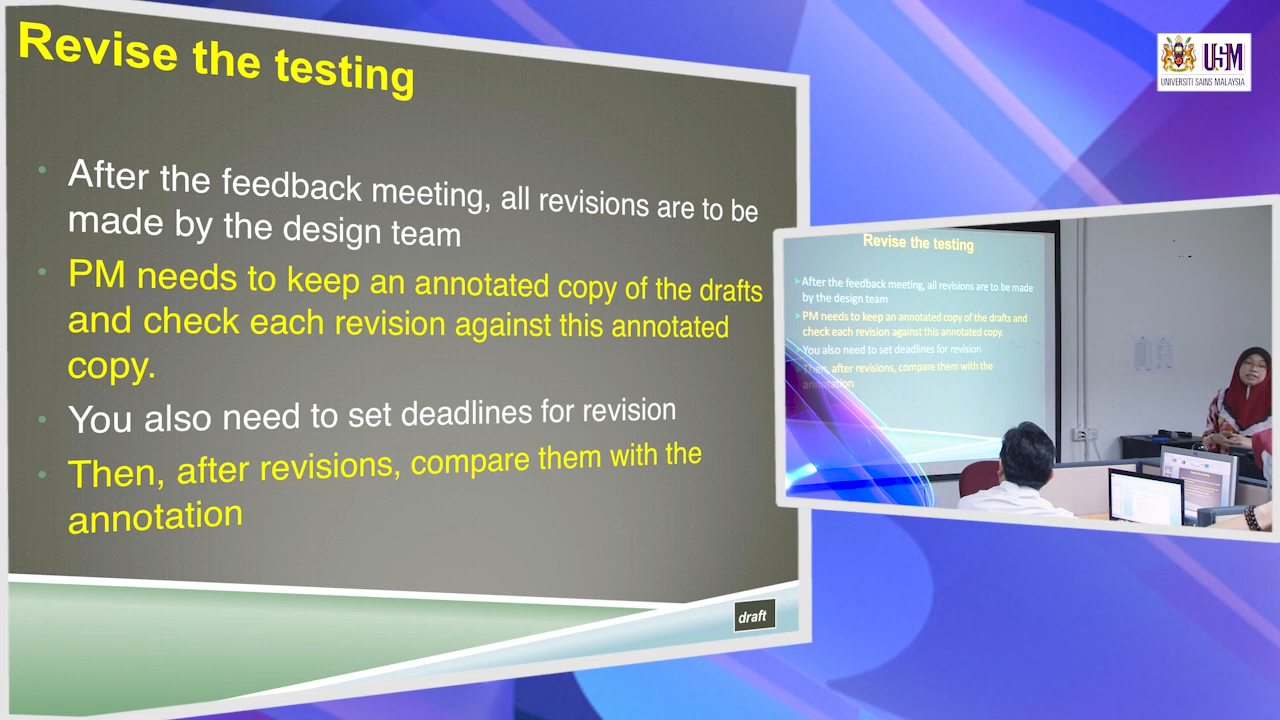 Revise the testing
After the feedback meeting, all revisions are to be
made by the design team
PM needs to keep an annotated copy of the drafts
and check each revision against this annotated
copy.
You also need to set deadlines for revision
Then, after revisions, compare them with the
annotation
draft
USM
UNIVERSITI SAINS MALAYSIA
Revise the testing
After the feedback meeting, all revisions are to be made
by the design team
PM needs to keep an annotated copy of the drafts and
check each revision against this annotated copy.
You also need to set deadlines for revision
Then, after revisions, compare them with the
annotation